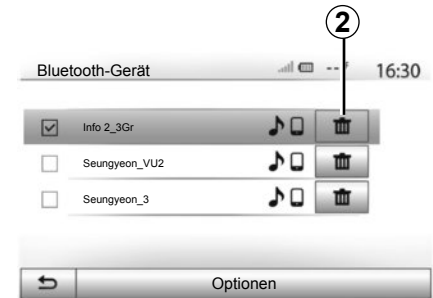 2
Bluetooth-Gerät --° 16:30
Info 2_3Gr
Seungyeon_VU2
Seungyeon_3
Optionen